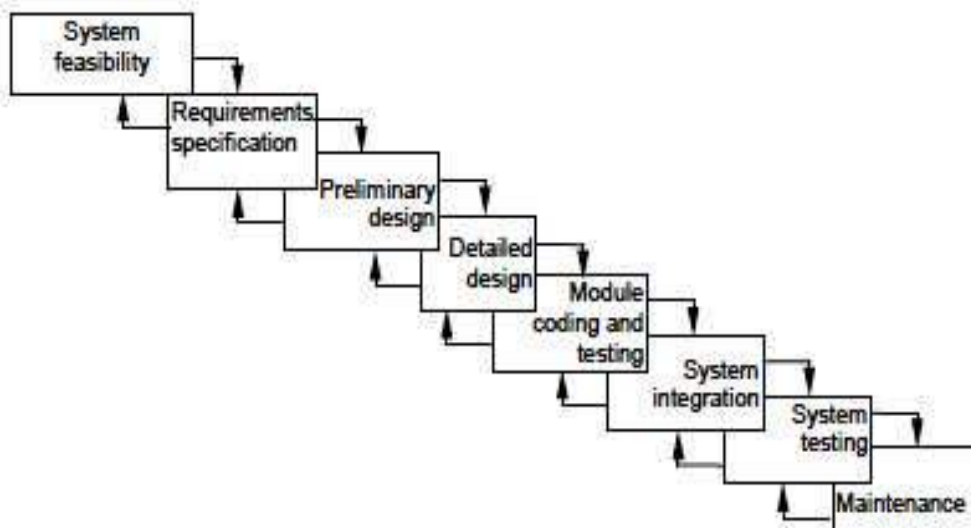 System
feasibility
Requirements
specification
Preliminary
design
Detailed
design
Module
coding and
testing
System
integration
System
testing
Maintenance